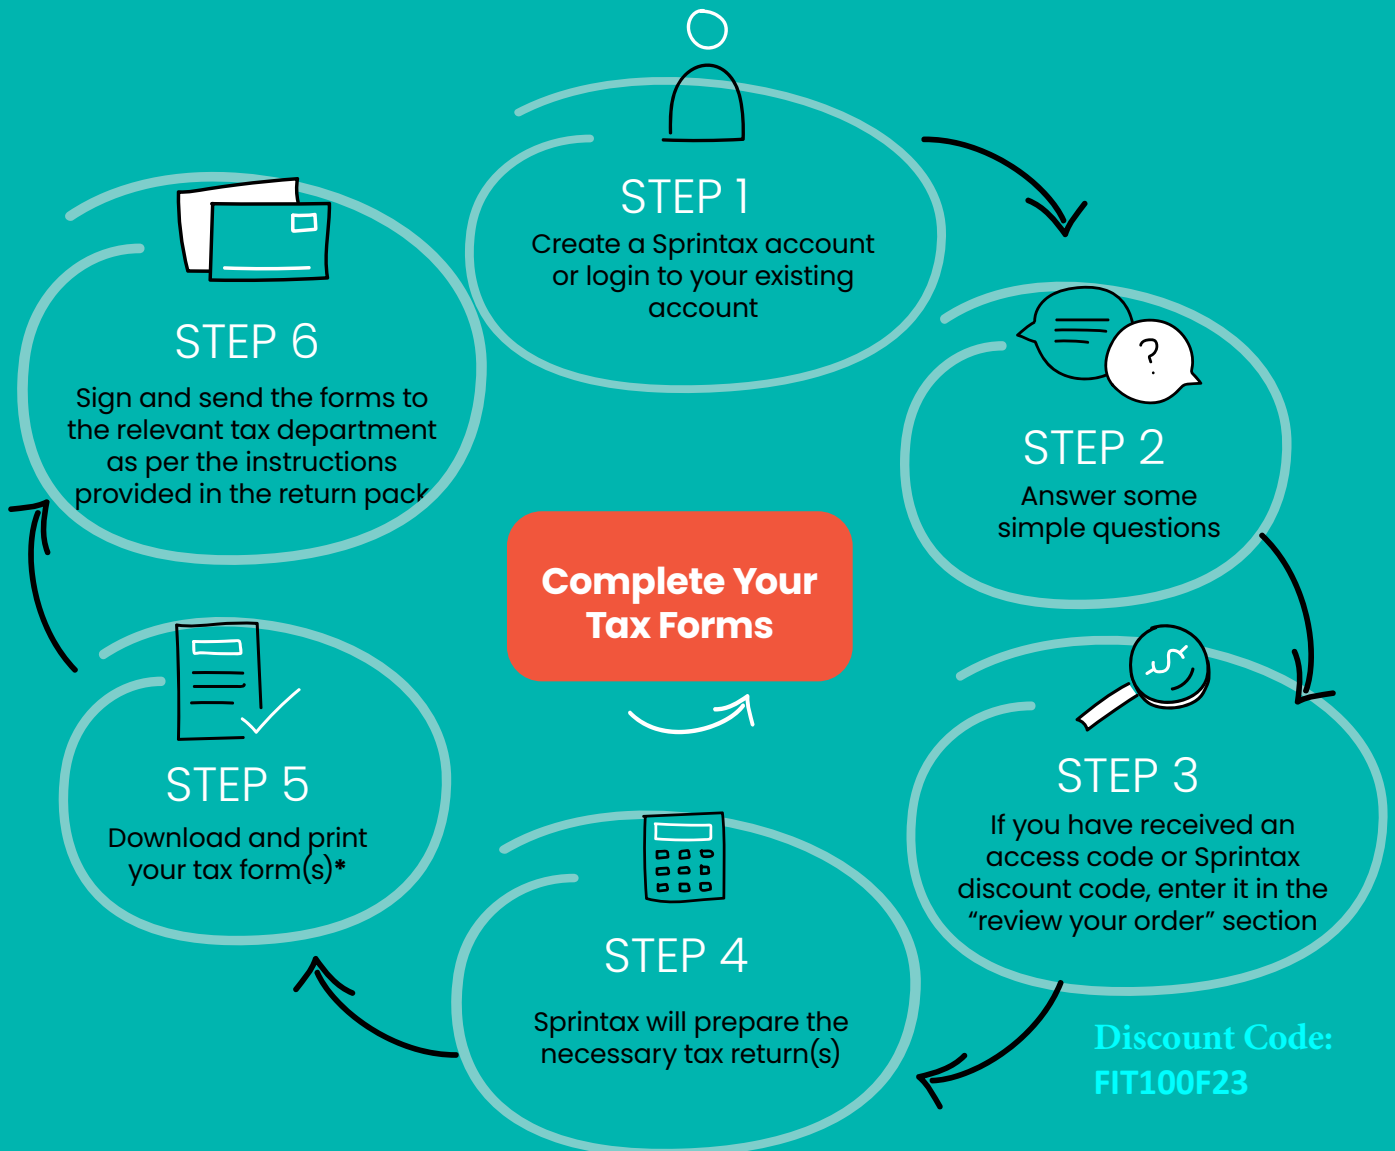 STEP 1
Create a Sprintax account
or login to your existing
account
STEP 2
Answer some
simple questions
STEP 3
If you have received an
access code or Sprintax
discount code, enter it in the
“review your order” section
Discount Code:
FIT100F23
STEP 4
Sprintax will prepare the
necessary tax return(s)
STEP 5
Download and print
your tax form(s)*
STEP 6
Sign and send the forms to
the relevant tax department
as per the instructions
provided in the return pack
Complete Your
Tax Forms
?